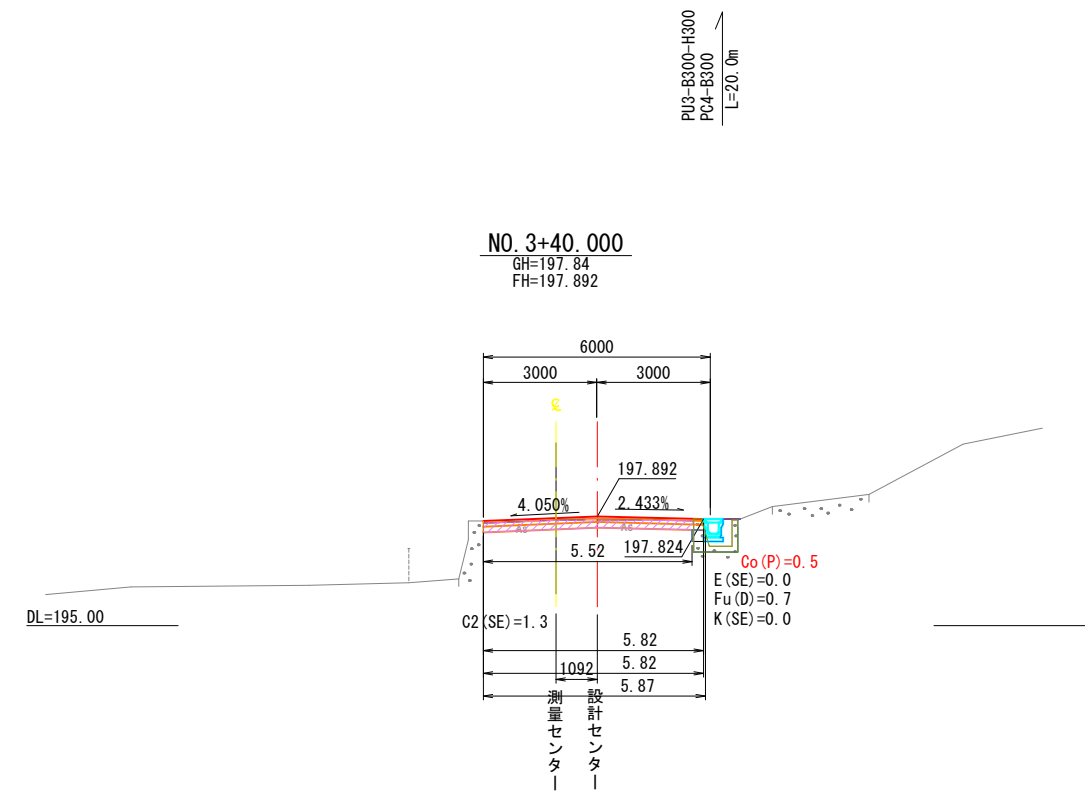 PU3-B300-H300
PC4-B300
L=20.0m
NO.3+40.000
GH=197.84
FH=197.892
6000
3000
3000
℄
197.892
4.050%
2.433%
As
As
5.52
197.824
Co(P)=0.5
E(SE)=0.0
Fu(D)=0.7
K(SE)=0.0
DL=195.00
C2(SE)=1.3
5.82
5.82
1092
5.87
測量センター
設計センター